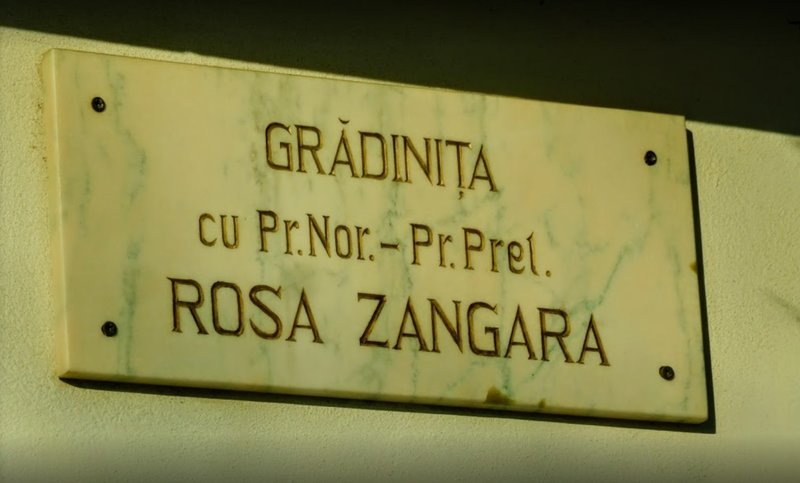 GRĂDINIȚA
cu Pr.Nor.-Pr.Prel.
ROSA ZANGARA